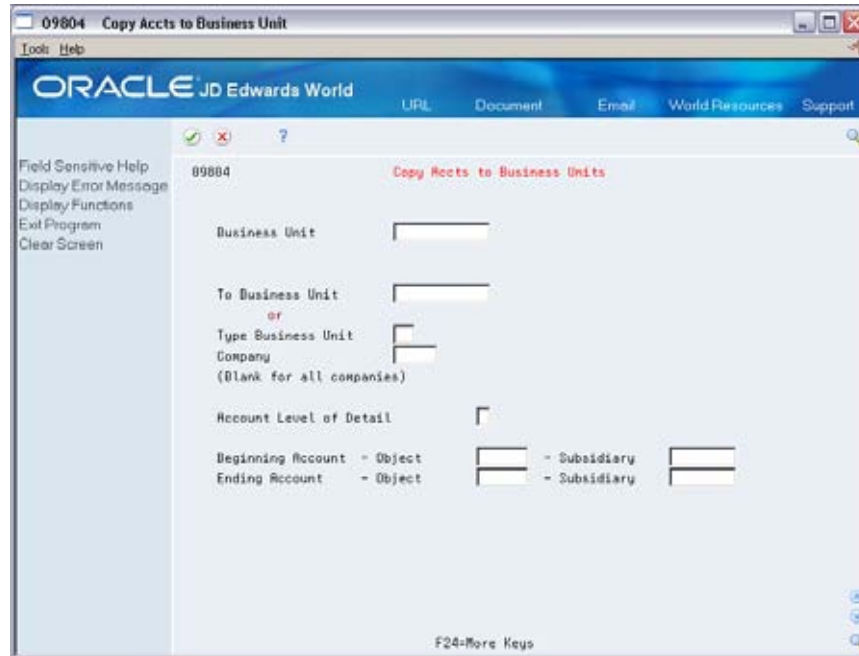 09804 Copy Accts to Business Unit
Tools Help
ORACLE JD Edwards World
URL Document Email World Resources Support
?
Field Sensitive Help
Display Error Message
Display Functions
Exit Program
Clear Screen
09804 Copy Accts to Business Units
Business Unit
To Business Unit
or
Type Business Unit
Company
(Blank for all companies)
Account Level of Detail
Beginning Account - Object - Subsidiary
Ending Account - Object - Subsidiary
F24=More Keys